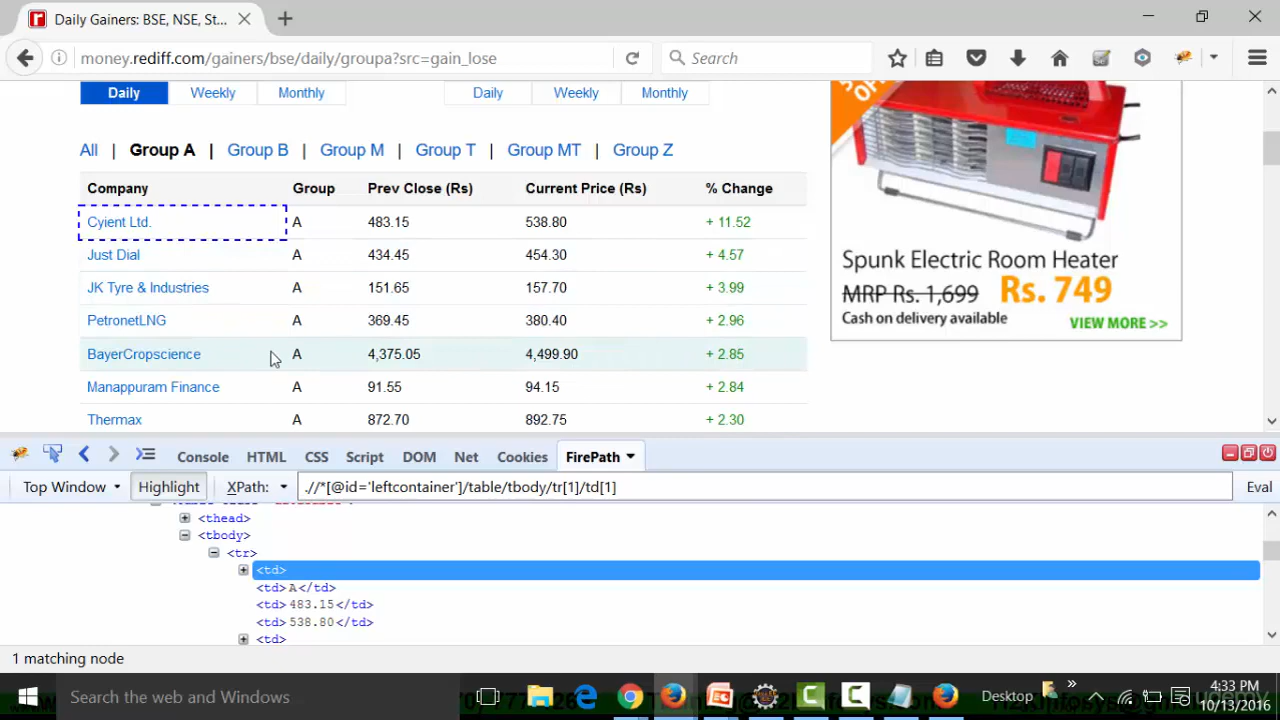 Daily Gainers: BSE, NSE, St...
money.rediff.com/gainers/bse/daily/groupa?src=gain_lose
Search
Daily Weekly Monthly Daily Weekly Monthly
All | Group A | Group B | Group M | Group T | Group MT | Group Z
Company Group Prev Close (Rs) Current Price (Rs) % Change
Cyient Ltd. A 483.15 538.80 + 11.52
Just Dial A 434.45 454.30 + 4.57
JK Tyre & Industries A 151.65 157.70 + 3.99
PetronetLNG A 369.45 380.40 + 2.96
BayerCropscience A 4,375.05 4,499.90 + 2.85
Manappuram Finance A 91.55 94.15 + 2.84
Thermax A 872.70 892.75 + 2.30
Spunk Electric Room Heater
MRP Rs. 1,699 Rs. 749
Cash on delivery available VIEW MORE >>
Console HTML CSS Script DOM Net Cookies FirePath
Top Window Highlight XPath: .//*[@id='leftcontainer']/table/tbody/tr[1]/td[1] Eval
<thead>
<tbody>
<tr>
<td>
<td>A</td>
<td>483.15</td>
<td>538.80</td>
<td>
1 matching node
Search the web and Windows
Desktop
4:33 PM
10/13/2016